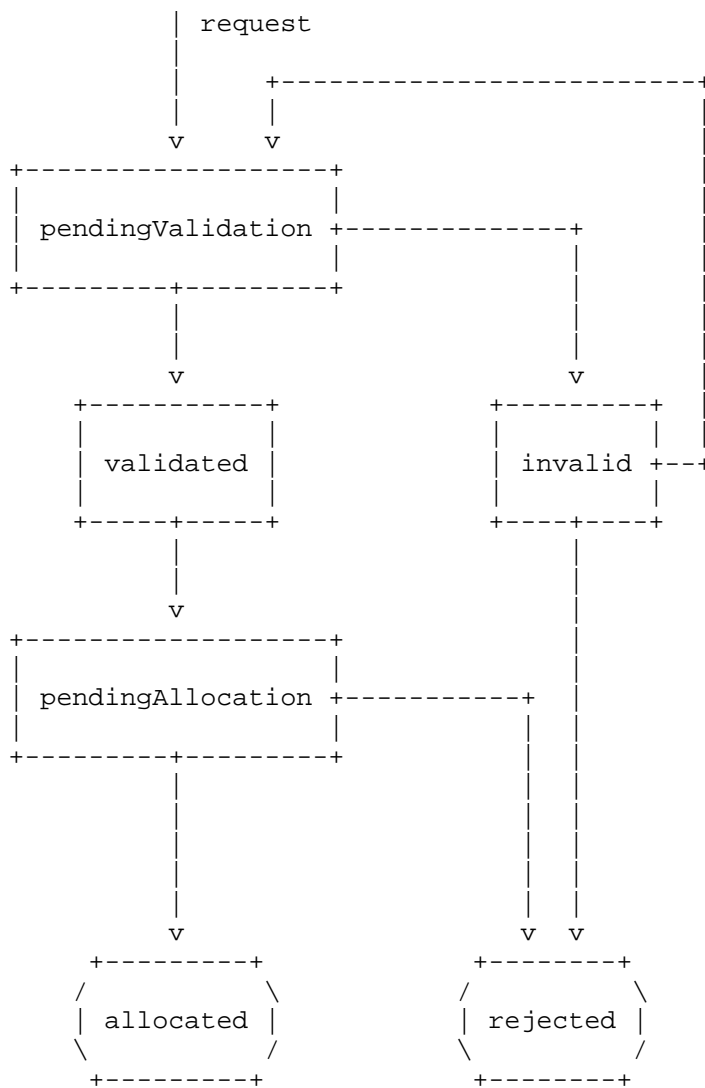 request
pendingValidation
validated
invalid
pendingAllocation
allocated
rejected